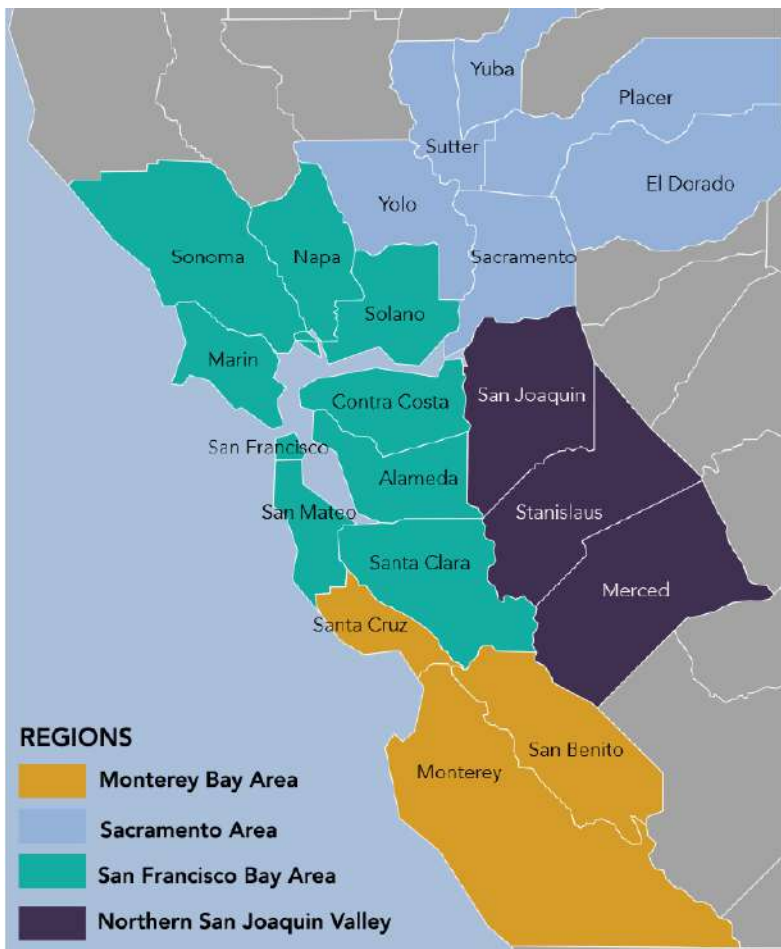 Yuba
Placer
Sutter
El Dorado
Yolo
Sonoma
Napa
Sacramento
Solano
Marin
San Joaquin
Contra Costa
San Francisco
Alameda
San Mateo
Stanislaus
Santa Clara
Merced
Santa Cruz
San Benito
Monterey
REGIONS
Monterey Bay Area
Sacramento Area
San Francisco Bay Area
Northern San Joaquin Valley